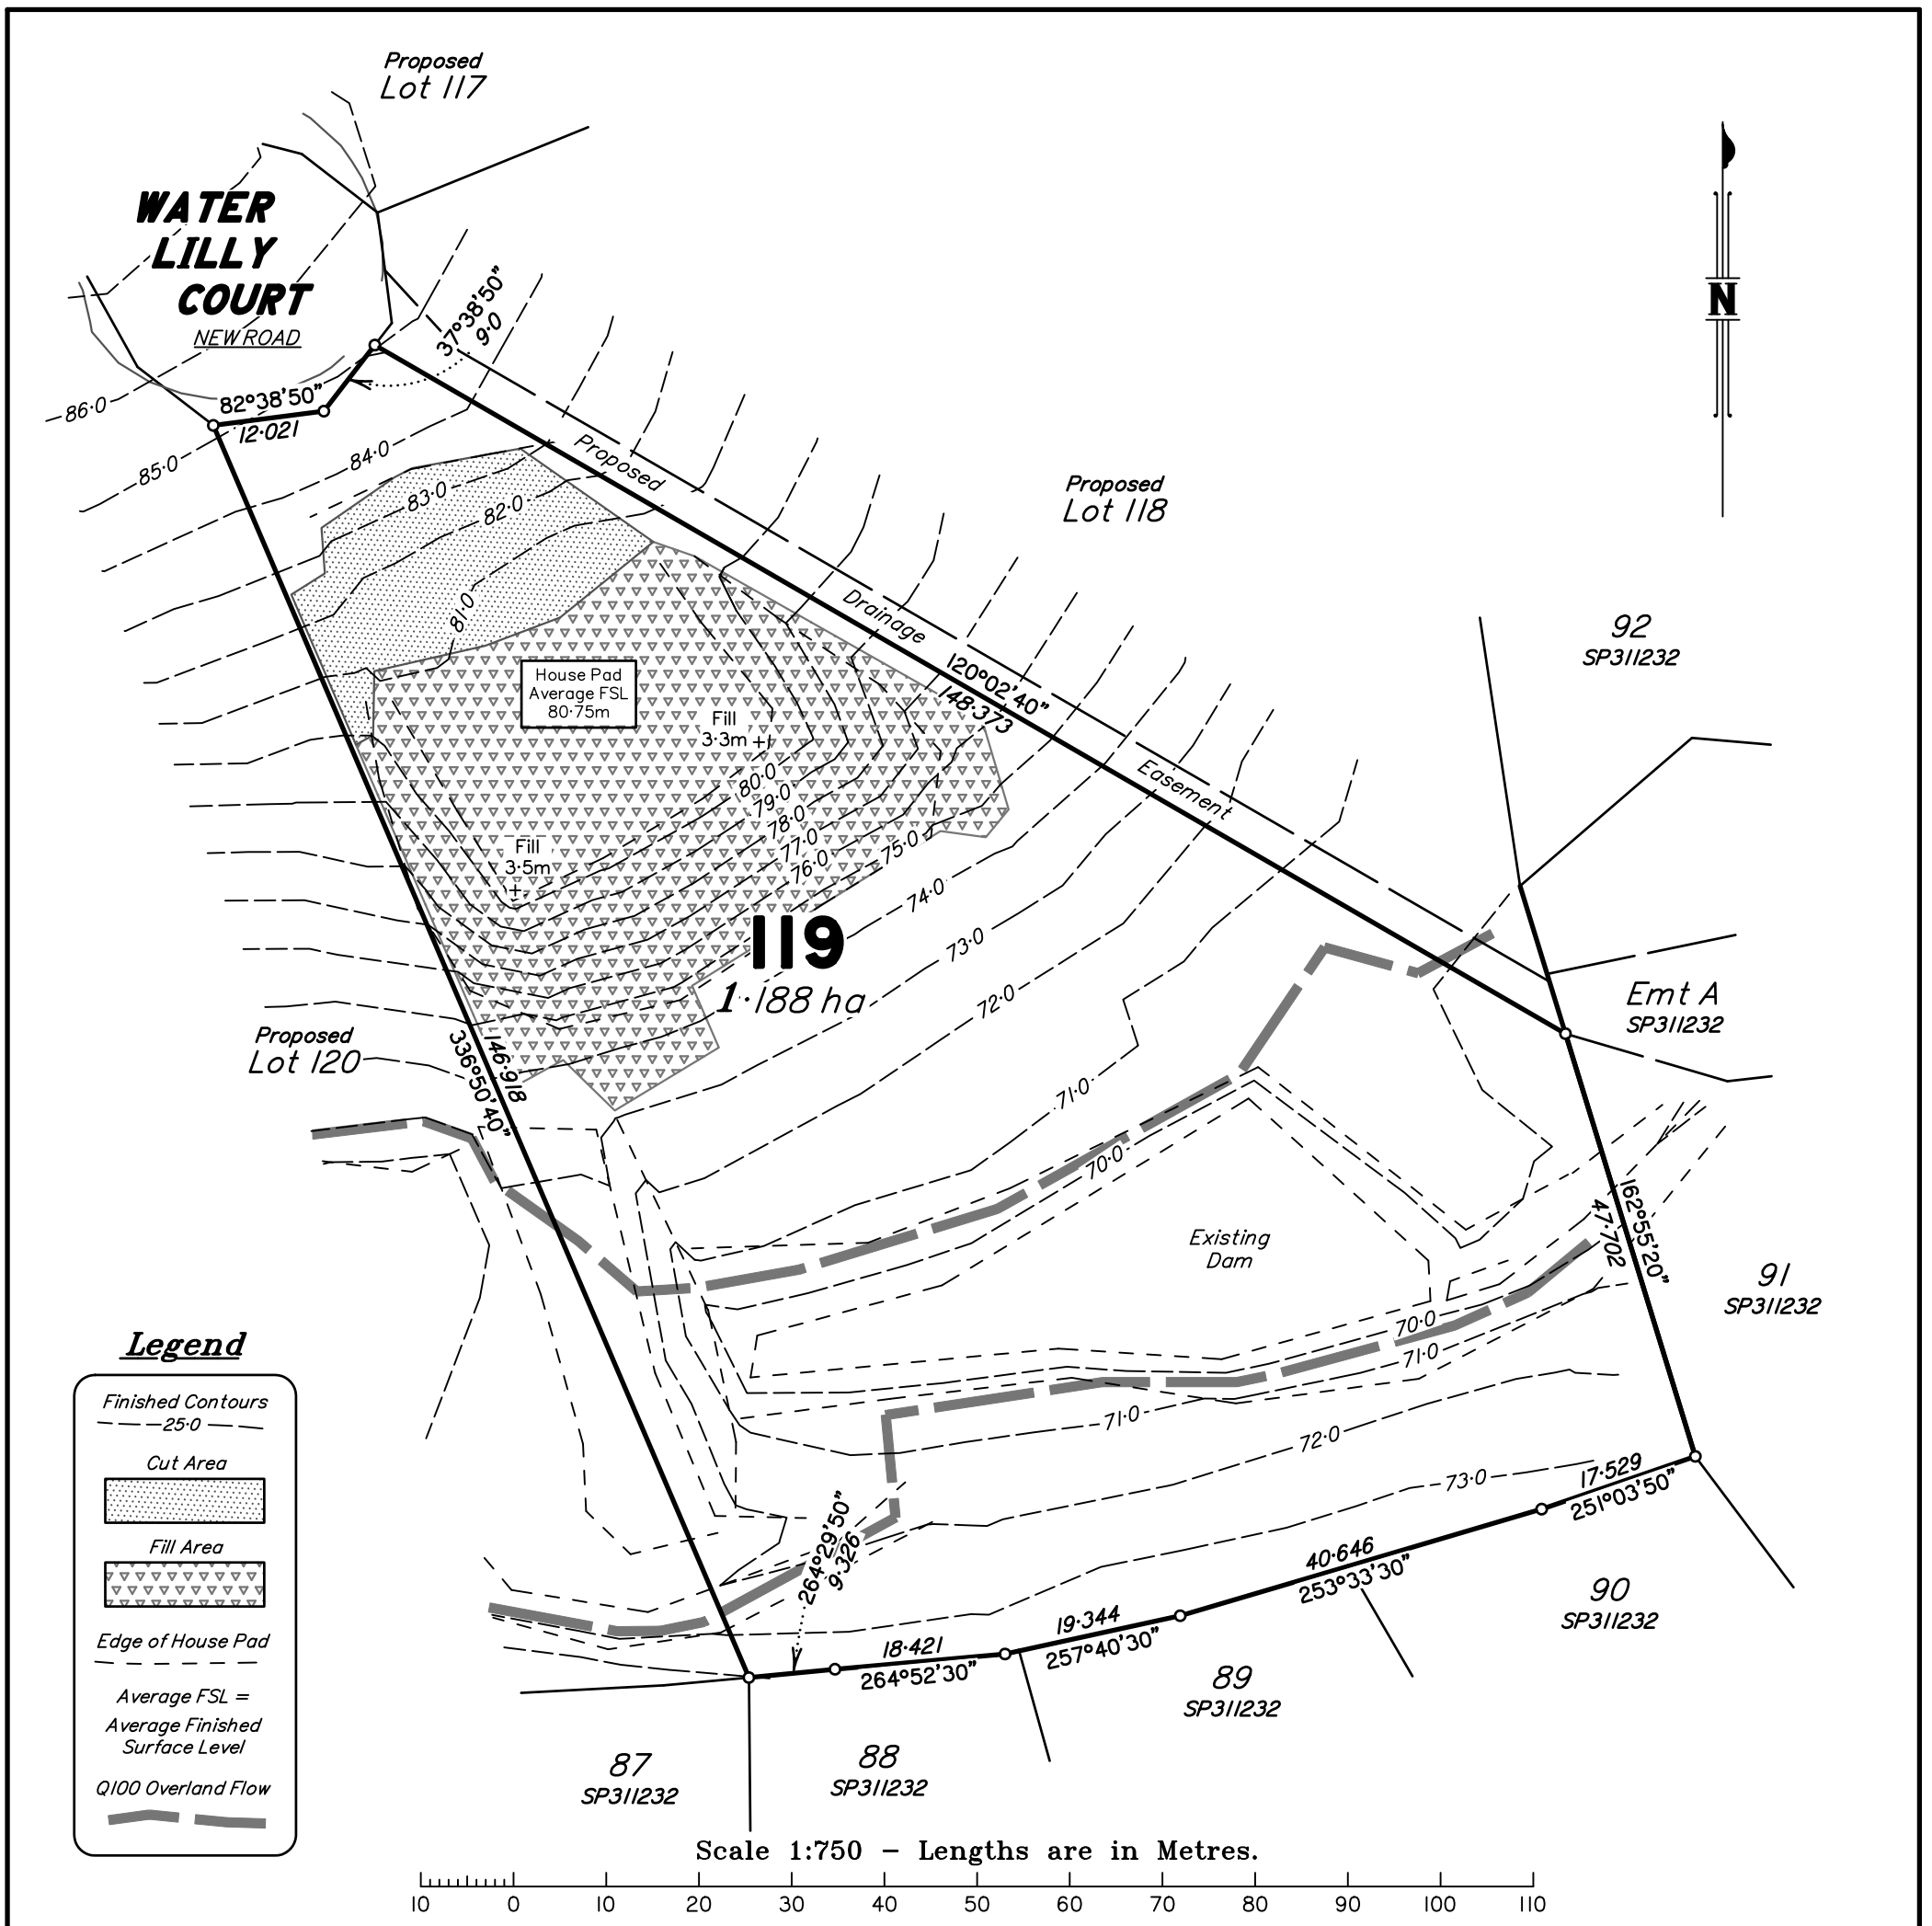 Proposed
Lot 117
WATER
LILLY
COURT
NEW ROAD
N
37°38'50"
9·0
82°38'50"
12·021
86·0
85·0
84·0
83·0
82·0
81·0
Proposed
Drainage
Easement
120°02'40"
148·373
Proposed
Lot 118
92
SP311232
House Pad
Average FSL
80·75m
Fill
3·3m
Fill
3·5m
80·0
79·0
78·0
77·0
76·0
75·0
74·0
73·0
72·0
71·0
70·0
119
1·188 ha
Emt A
SP311232
Proposed
Lot 120
146·918
336°50'40"
Existing
Dam
162°55'20"
47·702
91
SP311232
70·0
71·0
71·0
72·0
73·0
17·529
251°03'50"
40·646
253°33'30"
264°29'50"
9·326
19·344
257°40'30"
18·421
264°52'30"
90
SP311232
89
SP311232
88
SP311232
87
SP311232
Legend
Finished Contours
25·0
Cut Area
Fill Area
Edge of House Pad
Average FSL =
Average Finished
Surface Level
Q100 Overland Flow
Scale 1:750 – Lengths are in Metres.
10 0 10 20 30 40 50 60 70 80 90 100 110